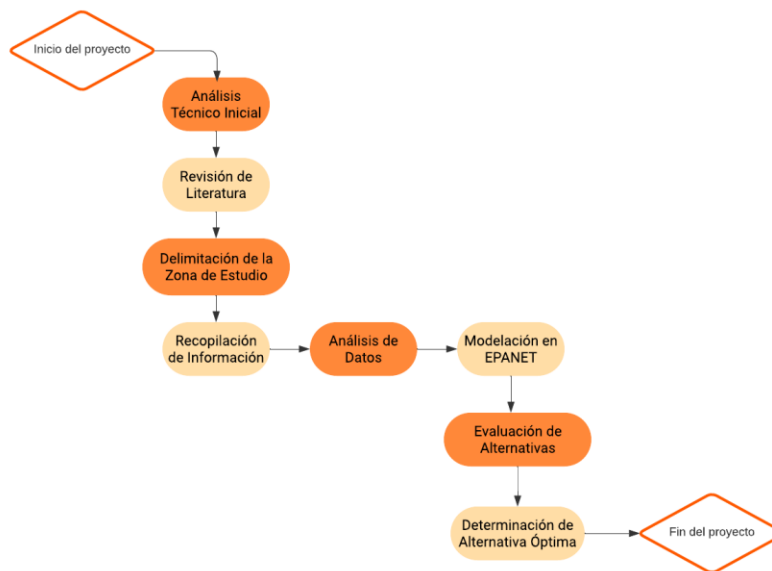 Inicio del proyecto
Análisis
Técnico Inicial
Revisión de
Literatura
Delimitación de la
Zona de Estudio
Recopilación
de Información
Análisis de
Datos
Modelación en
EPANET
Evaluación de
Alternativas
Determinación de
Alternativa Óptima
Fin del proyecto